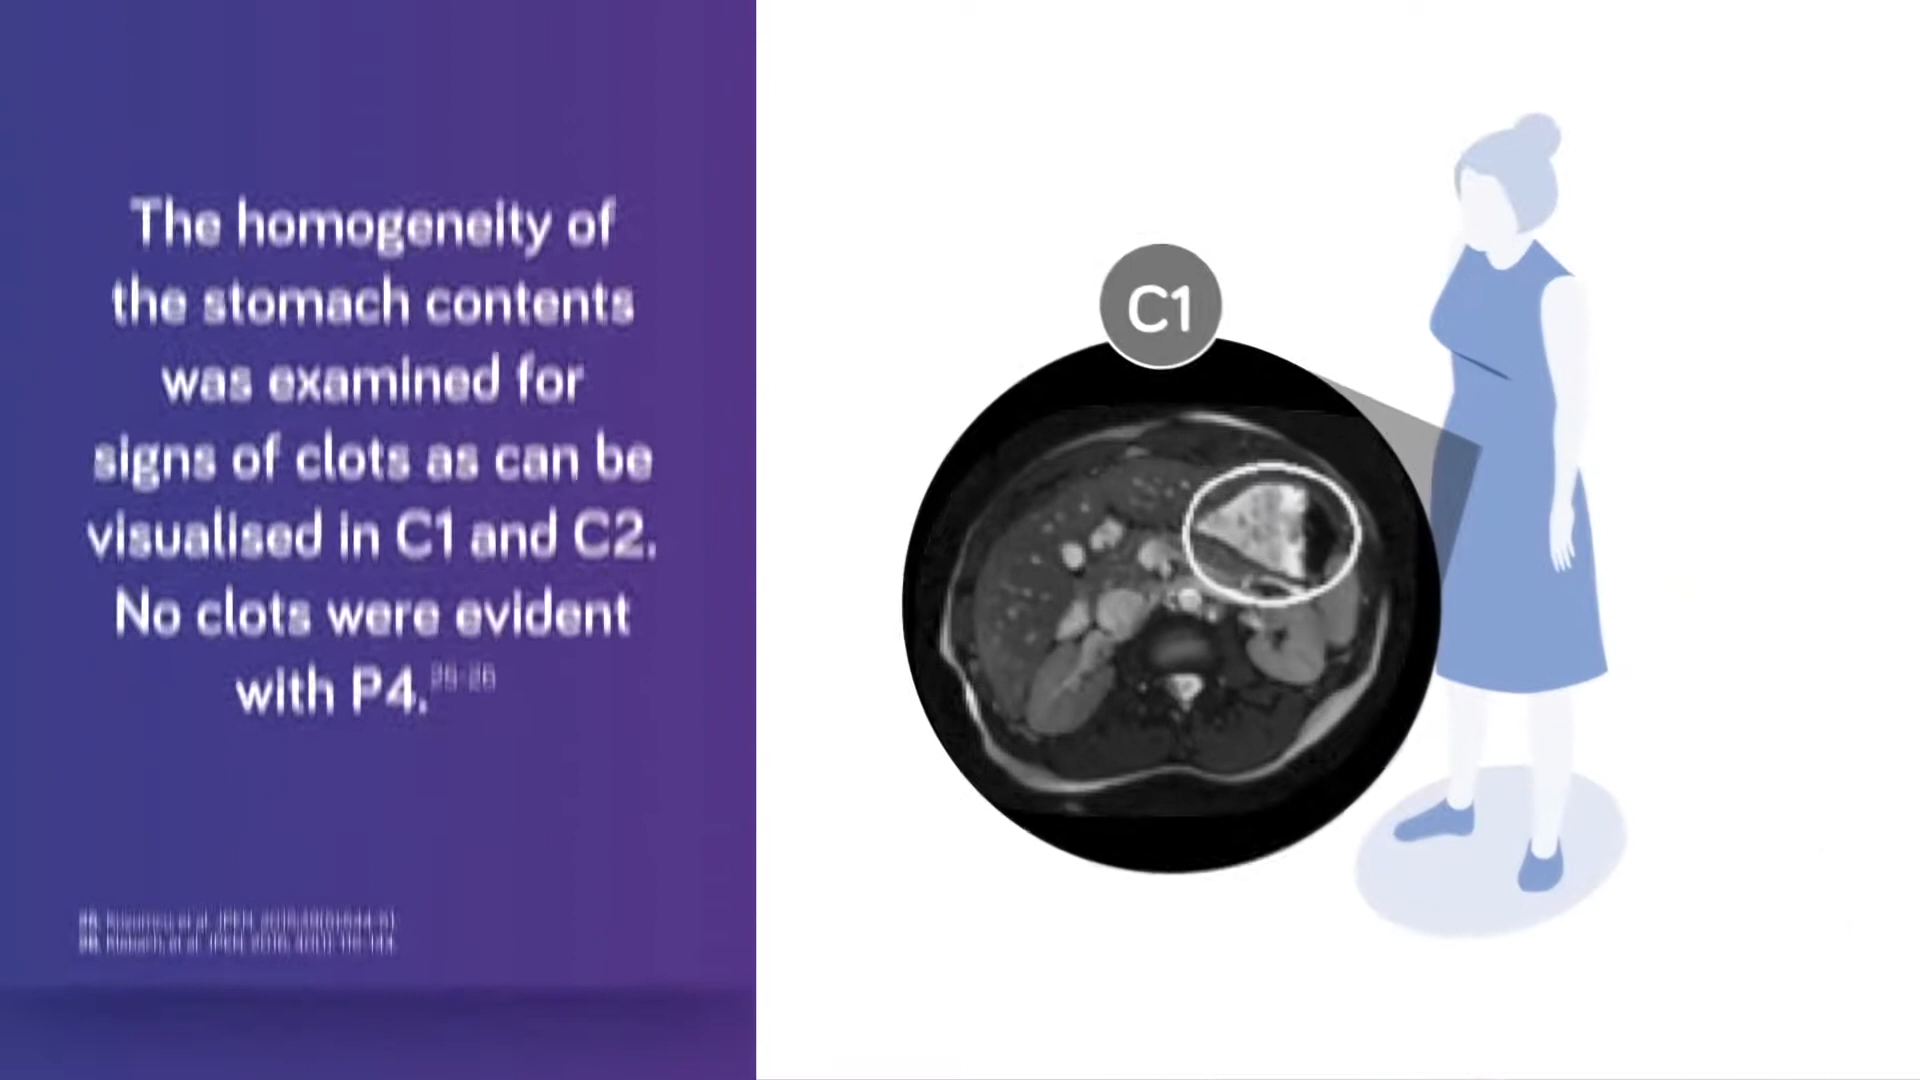 The homogeneity of
the stomach contents
was examined for
signs of clots as can be
visualised in C1 and C2.
No clots were evident
with P4.
C1